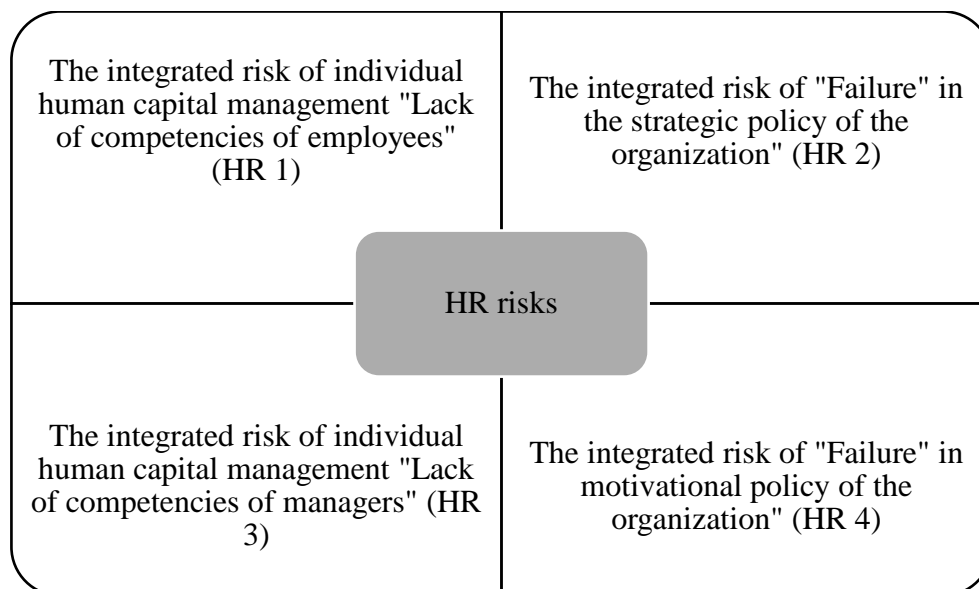 The integrated risk of individual
human capital management "Lack
of competencies of employees"
(HR 1)
The integrated risk of "Failure" in
the strategic policy of the
organization" (HR 2)
HR risks
The integrated risk of individual
human capital management "Lack
of competencies of managers" (HR
3)
The integrated risk of "Failure" in
motivational policy of the
organization" (HR 4)